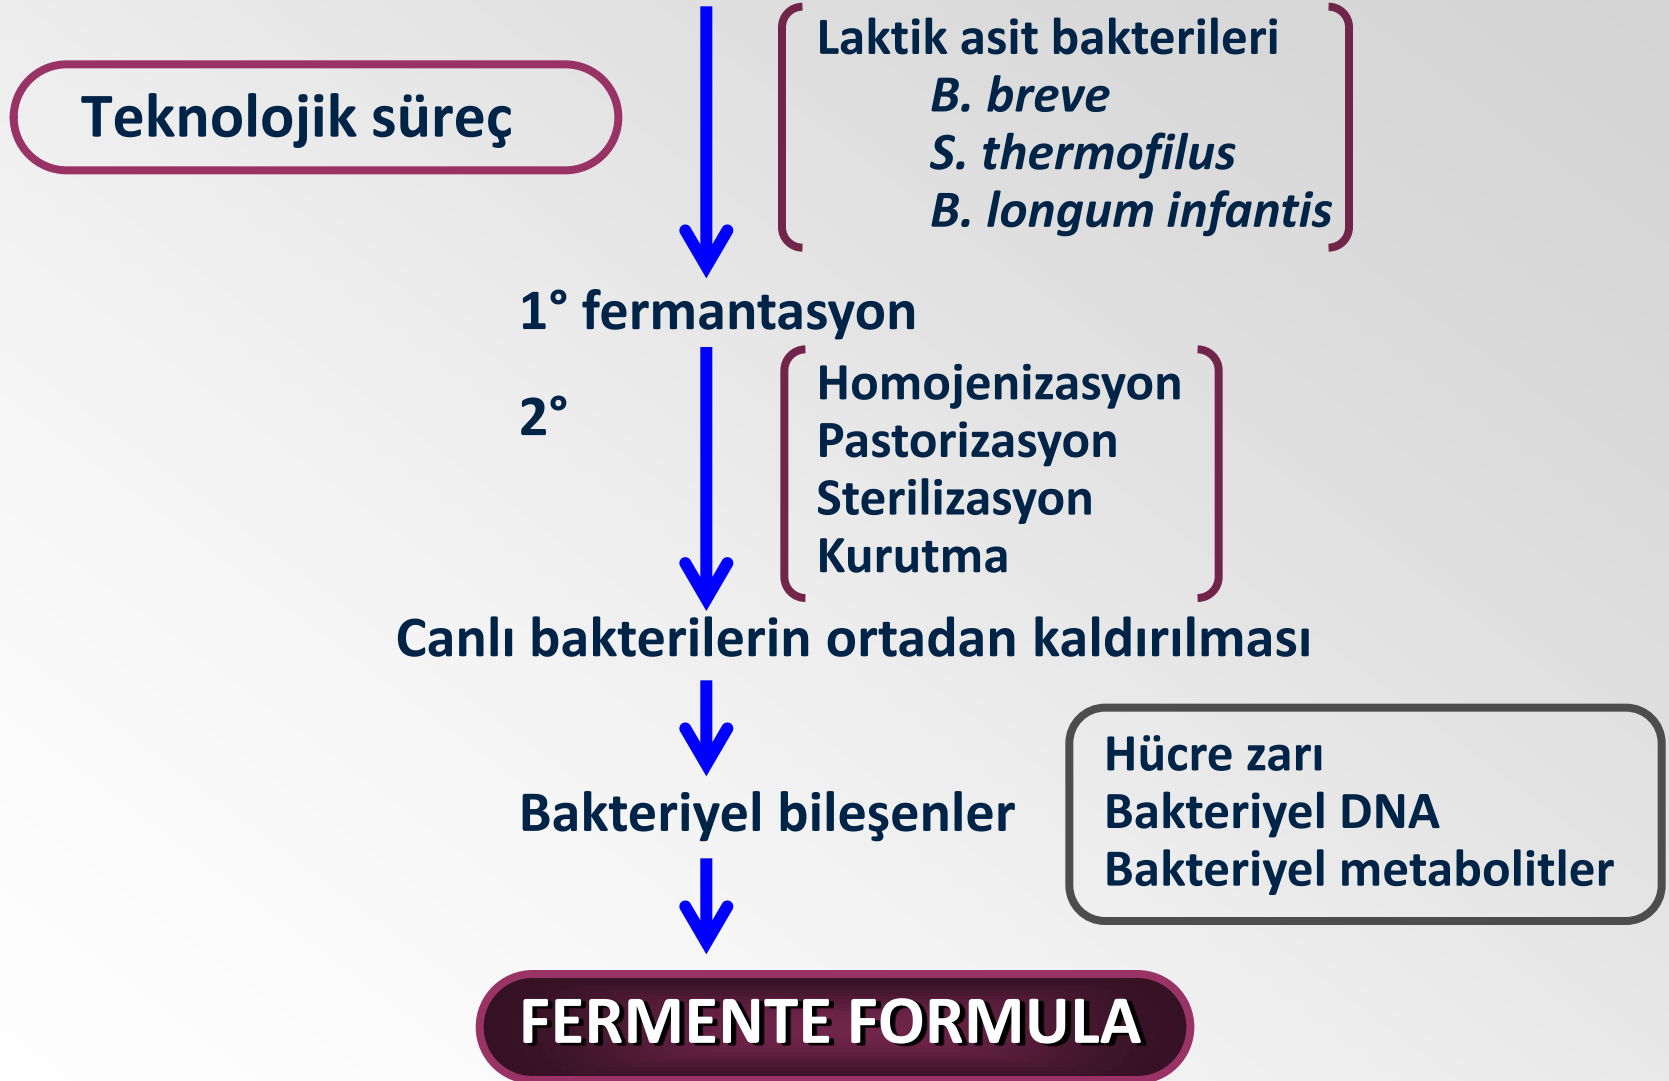 Teknolojik süreç
Laktik asit bakterileri
B. breve
S. thermofilus
B. longum infantis
1° fermantasyon
2°
Homojenizasyon
Pastorizasyon
Sterilizasyon
Kurutma
Canlı bakterilerin ortadan kaldırılması
Bakteriyel bileşenler
Hücre zarı
Bakteriyel DNA
Bakteriyel metabolitler
FERMENTE FORMULA